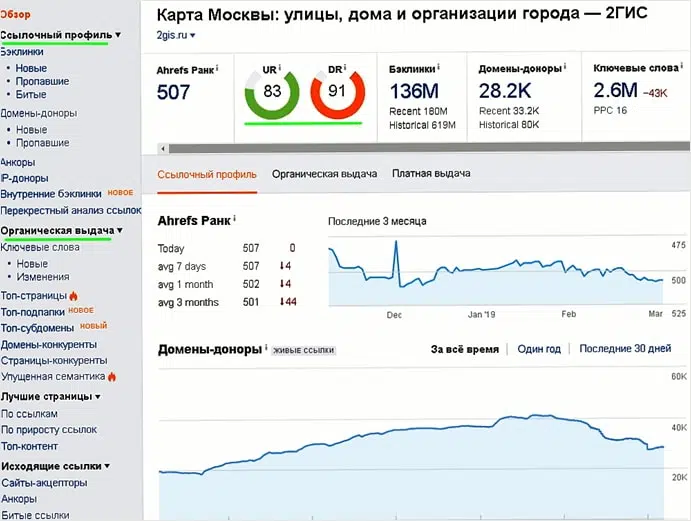 Обзор
Ссылочный профиль ▾
Бэклинки
• Новые
• Пропавшие
• Битые
Домены-доноры
• Новые
• Пропавшие
Анкоры
IP-доноры
Внутренние бэклинки НОВОЕ
Перекрестный анализ ссылок
Органическая выдача ▾
Ключевые слова
• Новые
• Изменения
Топ-страницы
Топ-подпапки НОВОЕ
Топ-субдомены НОВЫЙ
Домены-конкуренты
Страницы-конкуренты
Упущенная семантика
Лучшие страницы ▾
По ссылкам
По приросту ссылок
Топ-контент
Исходящие ссылки ▾
Сайты-акцепторы
Анкоры
Битые ссылки
Карта Москвы: улицы, дома и организации города — 2ГИС
2gis.ru ▾
Ahrefs Ранк i
507
UR i
83
DR i
91
Бэклинки i
136M
Recent 180M
Historical 619M
Домены-доноры i
28.2K
Recent 33.2K
Historical 80K
Ключевые слова i
2.6M -43K
PPC 16
Ссылочный профиль Органическая выдача Платная выдача
Ahrefs Ранк i
Today 507 0
avg 7 days 507 ↓4
avg 1 month 502 ↓4
avg 3 months 501 ↓44
Последние 3 месяца
475
500
525
Dec Jan '19 Feb Mar
Домены-доноры i ЖИВЫЕ ССЫЛКИ
За всё время Один год Последние 30 дней
60K
40K
20K